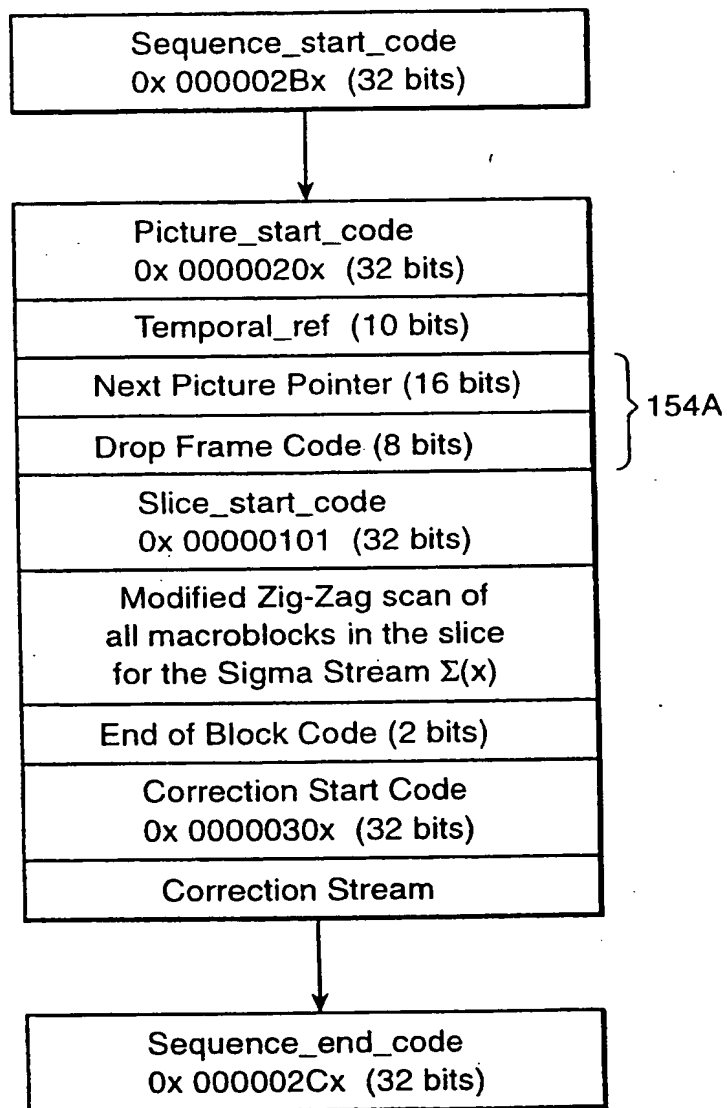 Sequence_start_code
0x 000002Bx (32 bits)
Picture_start_code
0x 0000020x (32 bits)
Temporal_ref (10 bits)
Next Picture Pointer (16 bits)
154A
Drop Frame Code (8 bits)
Slice_start_code
0x 00000101 (32 bits)
Modified Zig-Zag scan of
all macroblocks in the slice
for the Sigma Stream Σ(x)
End of Block Code (2 bits)
Correction Start Code
0x 0000030x (32 bits)
Correction Stream
Sequence_end_code
0x 000002Cx (32 bits)